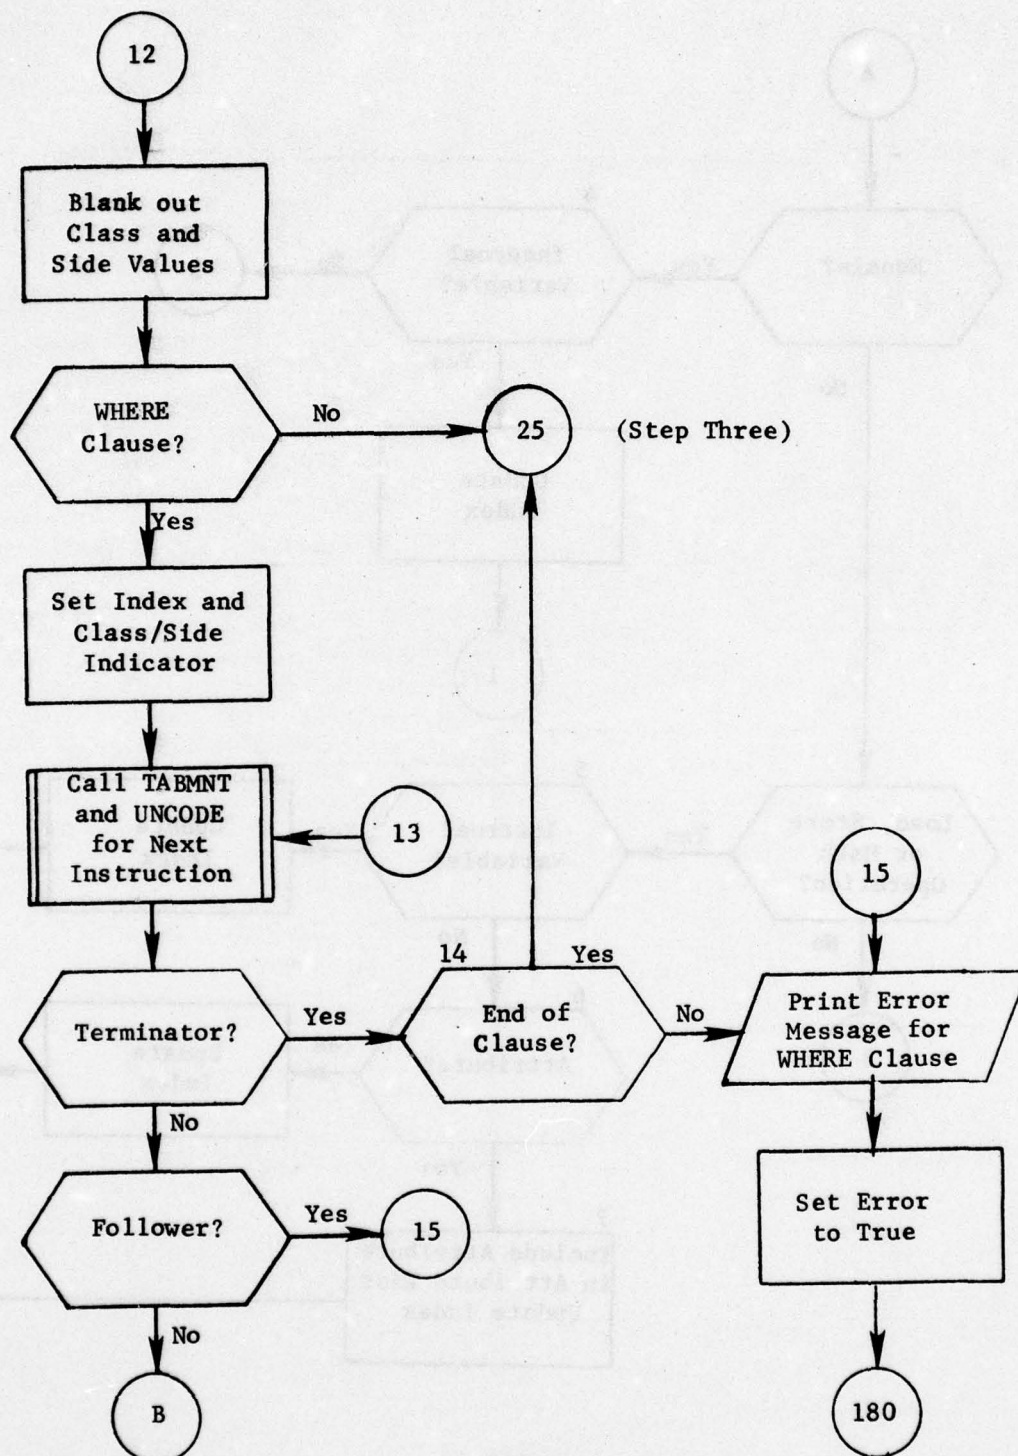 12
Blank out
Class and
Side Values
WHERE
Clause?
No
25
(Step Three)
Yes
Set Index and
Class/Side
Indicator
Call TABMNT
and UNCODE
for Next
Instruction
13
15
Terminator?
Yes
14
Yes
End of
Clause?
No
Print Error
Message for
WHERE Clause
No
Follower?
Yes
15
Set Error
to True
No
B
180